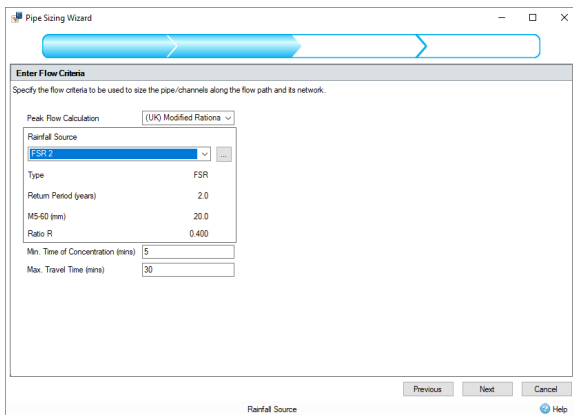 Pipe Sizing Wizard
Enter Flow Criteria
Specify the flow criteria to be used to size the pipe/channels along the flow path and its network.
Peak Flow Calculation (UK) Modified Rationa
Rainfall Source
FSR 2 ...
Type FSR
Return Period (years) 2.0
M5-60 (mm) 20.0
Ratio R 0.400
Min. Time of Concentration (mins) 5
Max. Travel Time (mins) 30
Previous Next Cancel
Rainfall Source Help